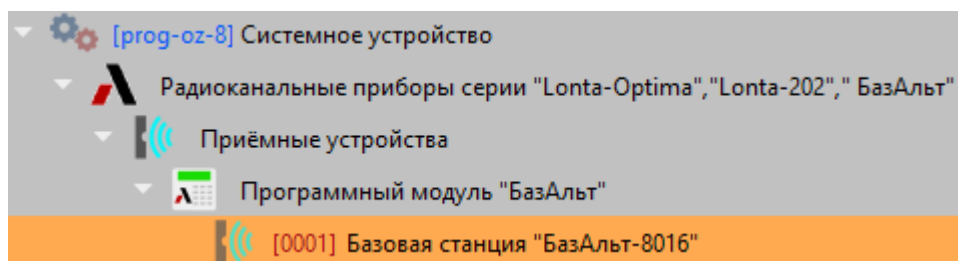 [prog-oz-8] Системное устройство
Радиоканальные приборы серии "Lonta-Optima","Lonta-202"," БазАльт"
Приёмные устройства
Программный модуль "БазАльт"
[0001] Базовая станция "БазАльт-8016"